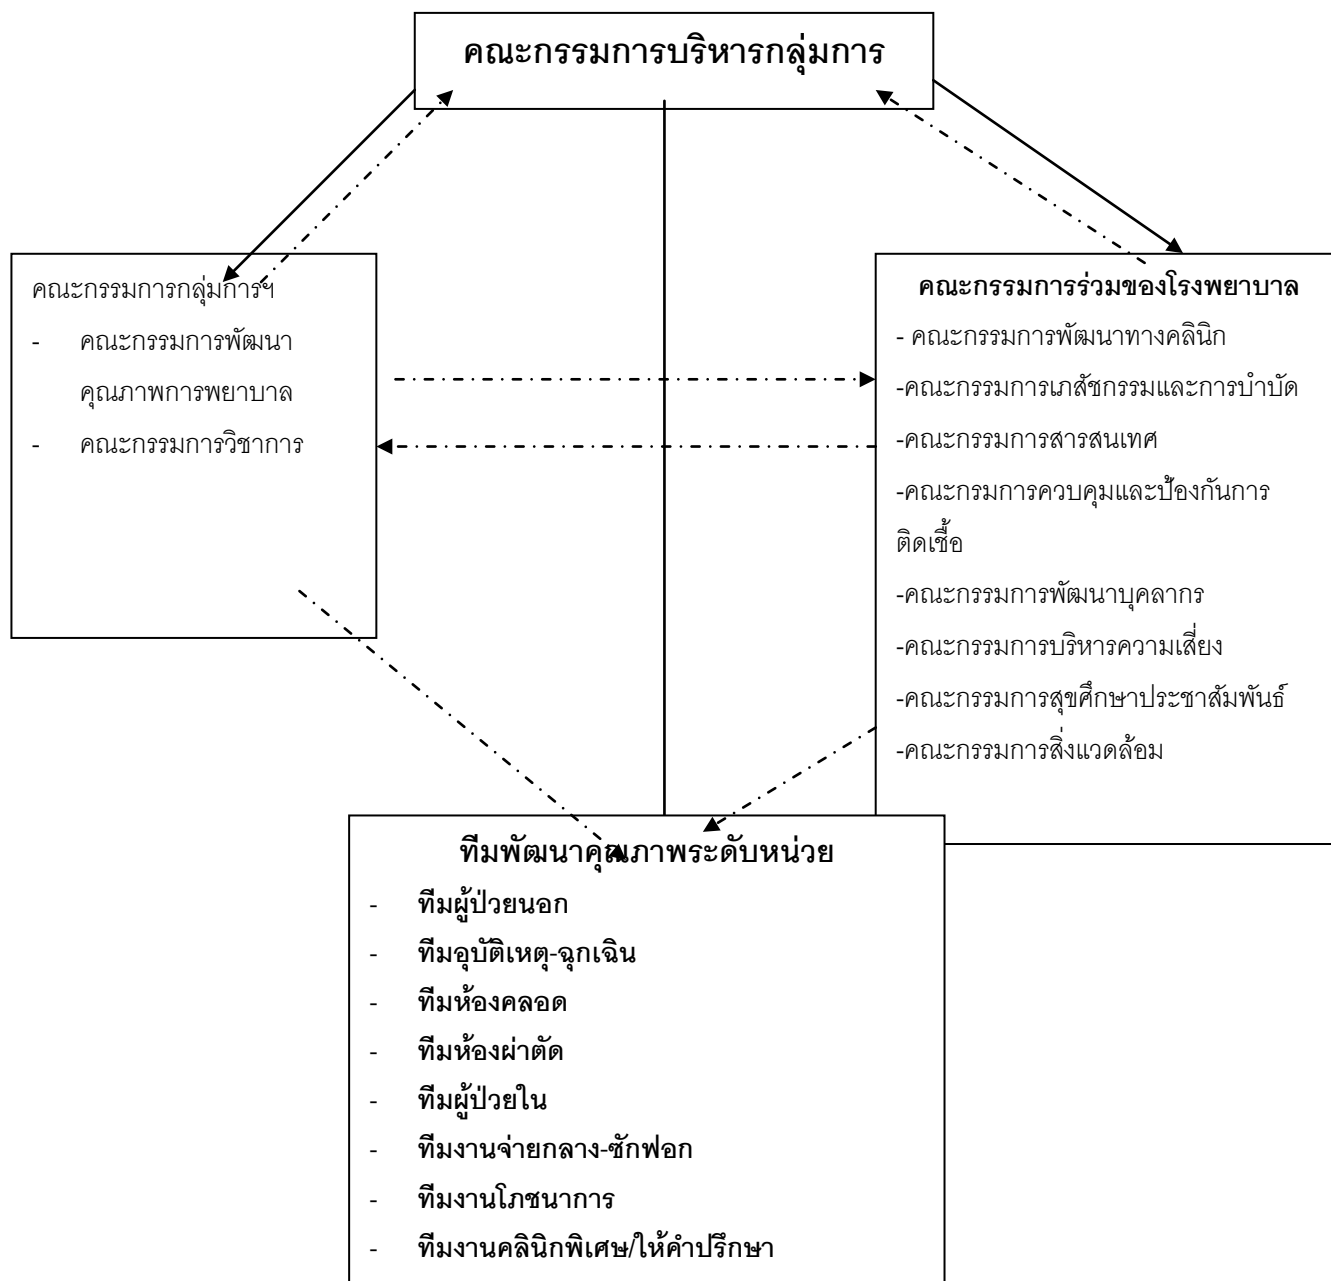 คณะกรรมการบริหารกลุ่มการ
คณะกรรมการกลุ่มการฯ
- คณะกรรมการพัฒนา
คุณภาพการพยาบาล
- คณะกรรมการวิชาการ
คณะกรรมการร่วมของโรงพยาบาล
- คณะกรรมการพัฒนาทางคลินิก
-คณะกรรมการเภสัชกรรมและการบำบัด
-คณะกรรมการสารสนเทศ
-คณะกรมการควบคุมและป้องกันการ
ติดเชื้อ
-คณะกรรมการพัฒนาบุคลากร
-คณะกรรมการบริหารความเสี่ยง
-คณะกรรมการสุขศึกษาประชาสัมพันธ์
-คณะกรรมการสิ่งแวดล้อม
ทีมพัฒนาคุณภาพระดับหน่วย
- ทีมผู้ป่วยนอก
- ทีมอุบัติเหตุ-ฉุกเฉิน
- ทีมห้องคลอด
- ทีมห้องผ่าตัด
- ทีมผู้ป่วยใน
- ทีมงานจ่ายกลาง-ซักฟอก
- ทีมงานโภชนาการ
- ทีมงานคลินิกพิเศษ/ให้คำปรึกษา